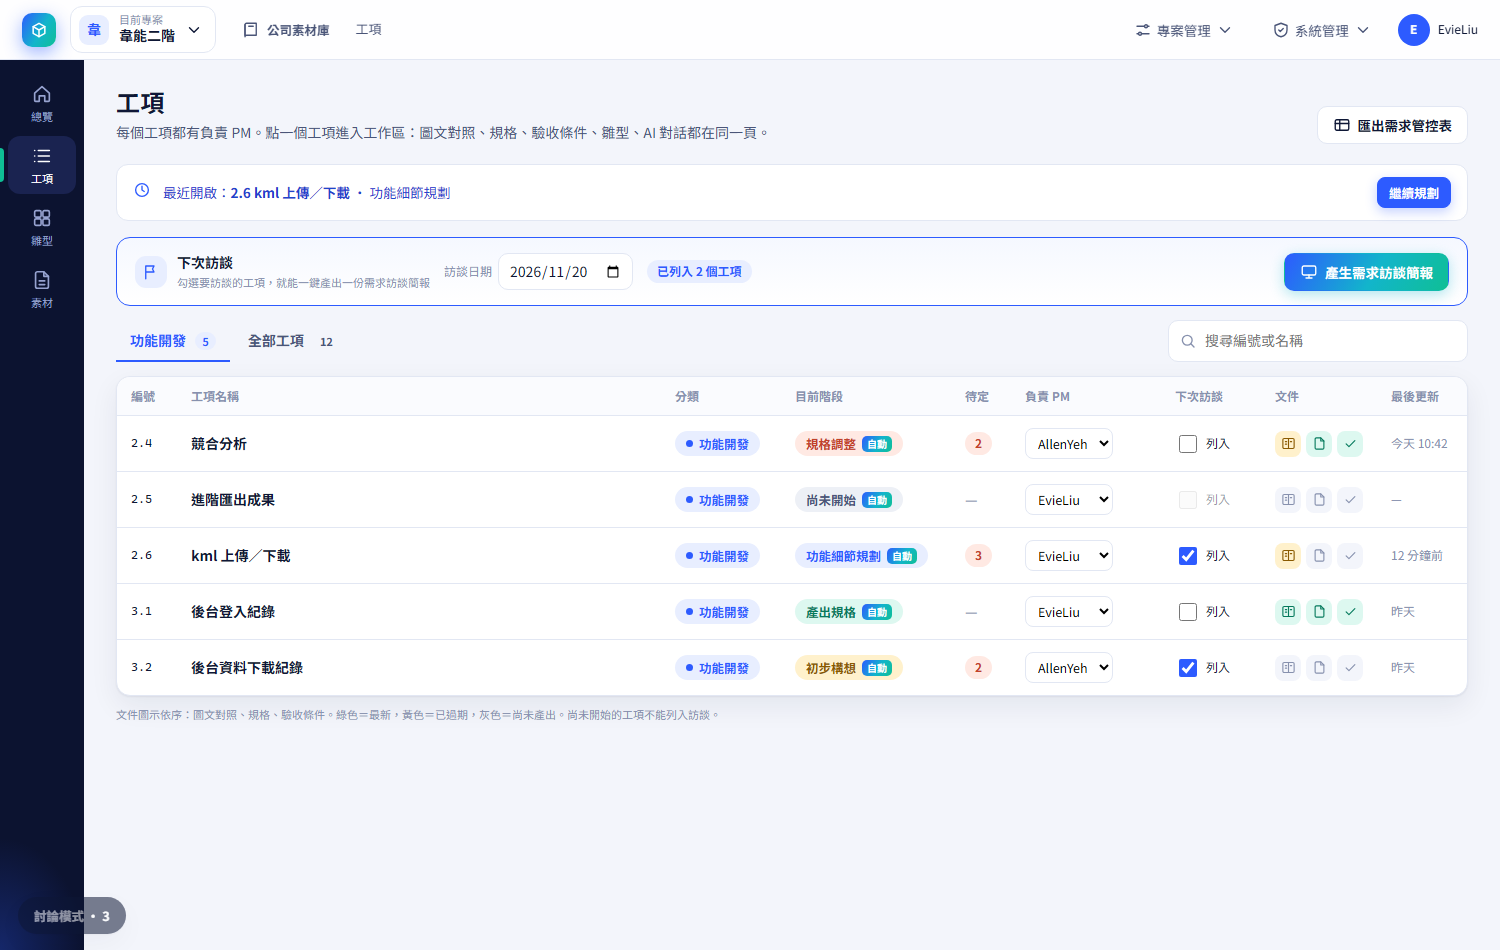 韋
目前專案
韋能二階
公司素材庫
工項
專案管理
系統管理
E
EvieLiu
總覽
工項
雛型
素材
工項
每個工項都有負責 PM。點一個工項進入工作區：圖文對照、規格、驗收條件、雛型、AI 對話都在同一頁。
匯出需求管控表
最近開啟：2.6 kml 上傳／下載 · 功能細節規劃
繼續規劃
下次訪談
勾選要訪談的工項，就能一鍵產出一份需求訪談簡報
訪談日期
2026/11/20
已列入 2 個工項
產生需求訪談簡報
功能開發 5
全部工項 12
搜尋編號或名稱
編號 工項名稱 分類 目前階段 待定 負責 PM 下次訪談 文件 最後更新
2.4 競合分析 功能開發 規格調整 自動 2 AllenYeh 列入 今天 10:42
2.5 進階匯出成果 功能開發 尚未開始 自動 — EvieLiu 列入 —
2.6 kml 上傳／下載 功能開發 功能細節規劃 自動 3 EvieLiu 列入 12 分鐘前
3.1 後台登入紀錄 功能開發 產出規格 自動 — EvieLiu 列入 昨天
3.2 後台資料下載紀錄 功能開發 初步構想 自動 2 AllenYeh 列入 昨天
文件圖示依序：圖文對照、規格、驗收條件。綠色＝最新，黃色＝已過期，灰色＝尚未產出。尚未開始的工項不能列入訪談。
討論模式 · 3